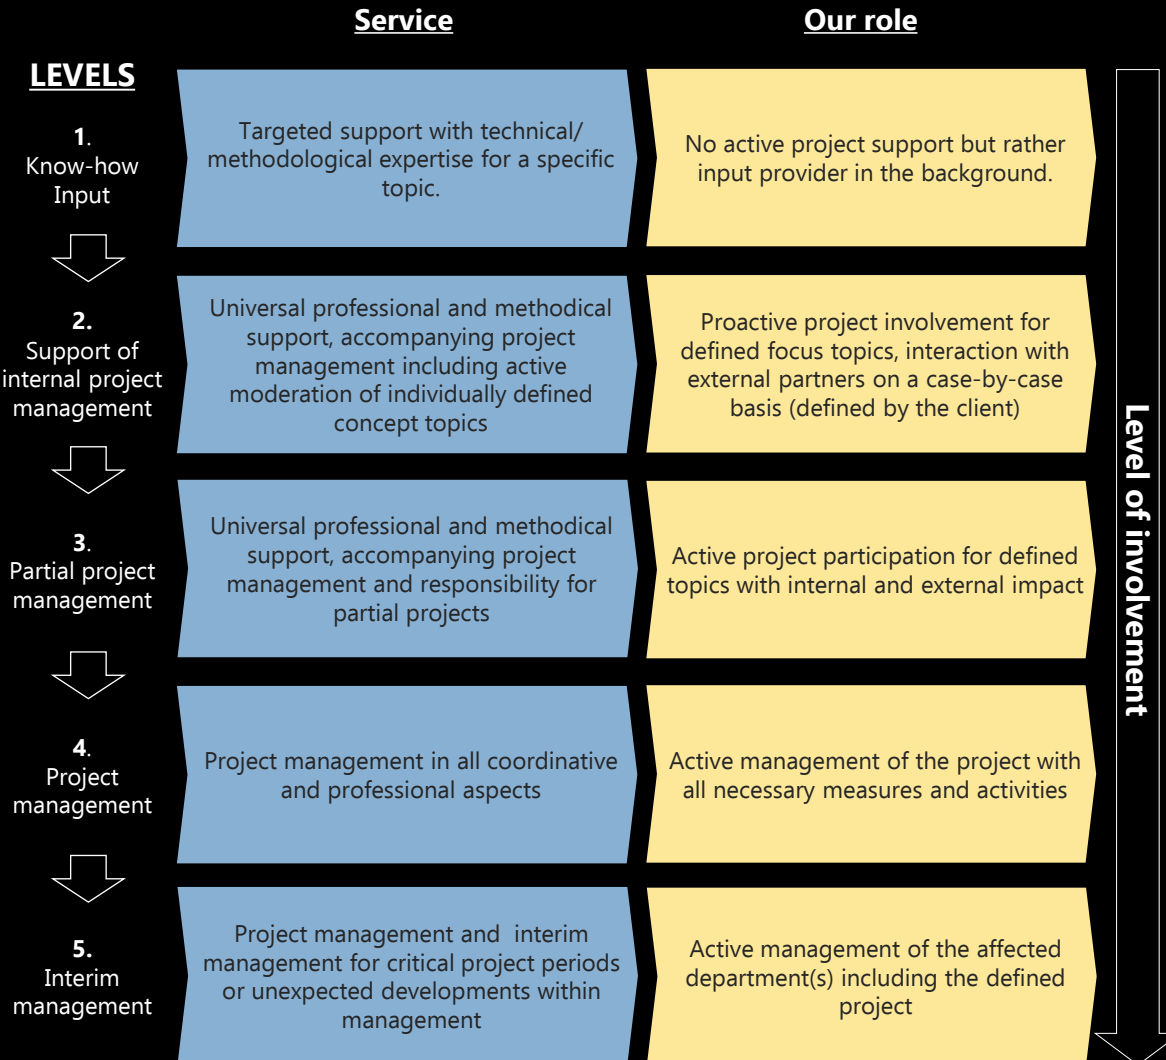 Service
Our role
LEVELS
1.
Know-how
Input
Targeted support with technical/
methodological expertise for a specific
topic.
No active project support but rather
input provider in the background.
2.
Support of
internal project
management
Universal professional and methodical
support, accompanying project
management including active
moderation of individually defined
concept topics
Proactive project involvement for
defined focus topics, interaction with
external partners on a case-by-case
basis (defined by the client)
3.
Partial project
management
Universal professional and methodical
support, accompanying project
management and responsibility for
partial projects
Active project participation for defined
topics with internal and external impact
4.
Project
management
Project management in all coordinative
and professional aspects
Active management of the project with
all necessary measures and activities
5.
Interim
management
Project management and  interim
management for critical project periods
or unexpected developments within
management
Active management of the affected
department(s) including the defined
project
Level of involvement